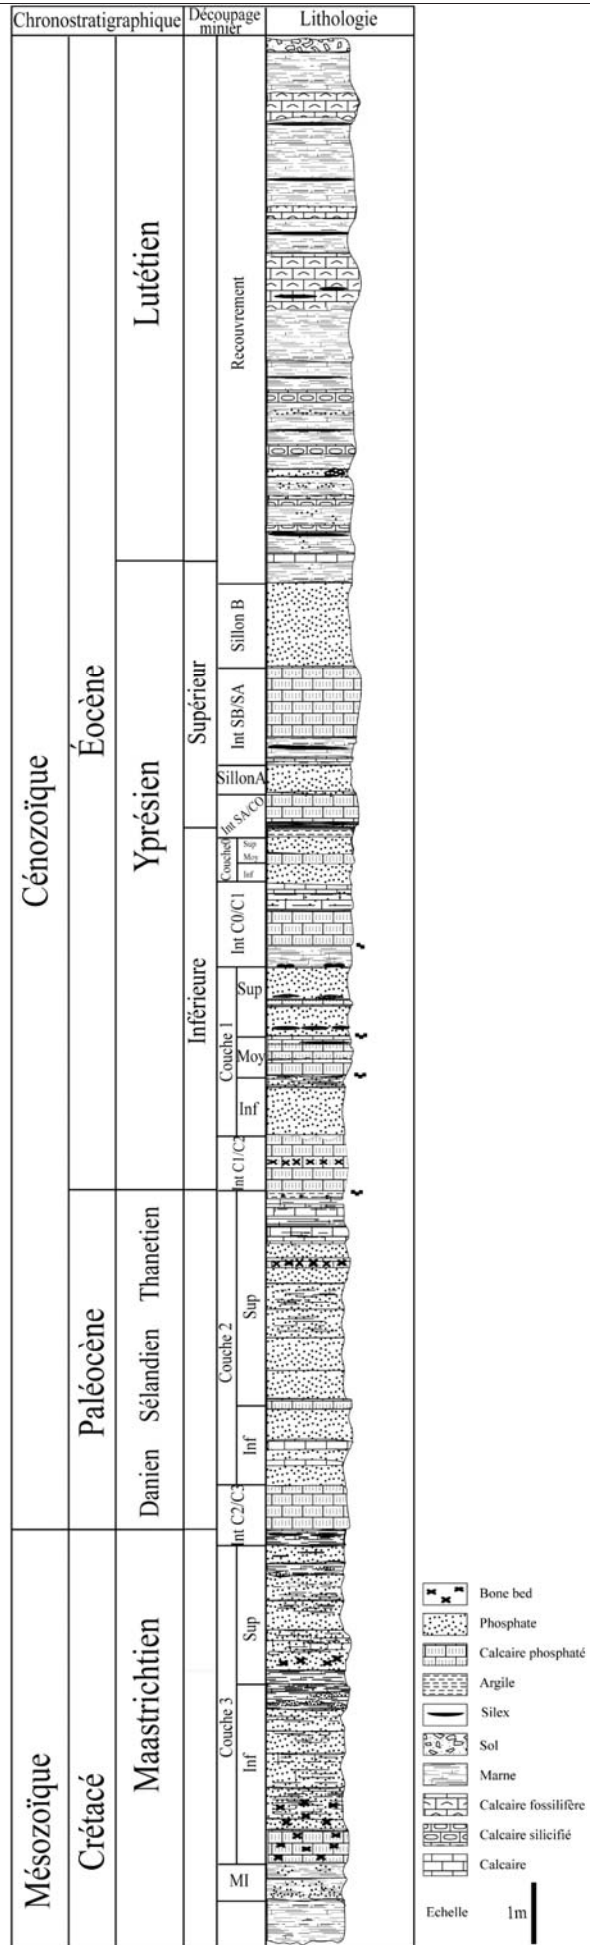 Chronostratigraphique
Découpage
minier
Lithologie
Cénozoïque
Éocène
Lutétien
Recouvrement
Yprésien
Supérieur
Sillon B
Int SB/SA
SillonA
Int SA/CO
Inférieure
Couche0
Sup
Moy
Inf
Int C0/C1
Couche 1
Sup
Moy
Inf
Int C1/C2
Paléocène
Thanetien
Sélandien
Danien
Couche 2
Sup
Inf
Int C2/C3
Mésozoïque
Crétacé
Maastrichtien
Couche 3
Sup
Inf
MI
Bone bed
Phosphate
Calcaire phosphaté
Argile
Silex
Sol
Marne
Calcaire fossilifère
Calcaire silicifié
Calcaire
Echelle 1m